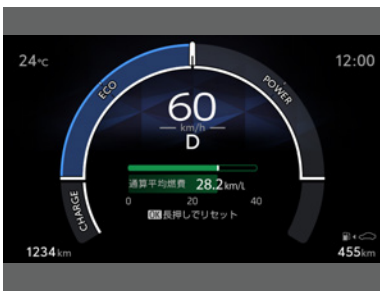 24℃
12:00
ECO
POWER
60
km/h
D
CHARGE
通算平均燃費 28.2km/L
0 20 40
OK長押しでリセット
1234km
455km